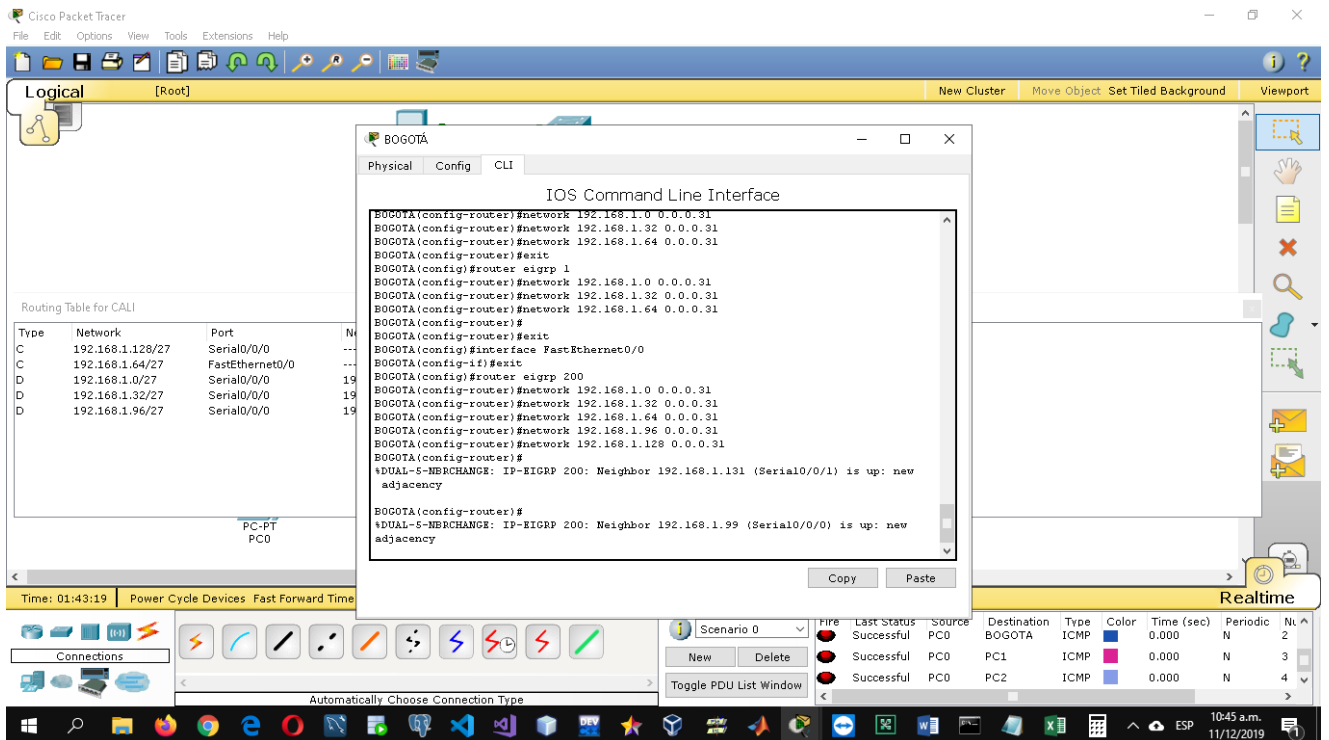 Cisco Packet Tracer
File Edit Options View Tools Extensions Help
Logical [Root] New Cluster Move Object Set Tiled Background Viewport
BOGOTÁ
Physical Config CLI
IOS Command Line Interface
BOGOTA(config-router)#network 192.168.1.0 0.0.0.31
BOGOTA(config-router)#network 192.168.1.32 0.0.0.31
BOGOTA(config-router)#network 192.168.1.64 0.0.0.31
BOGOTA(config-router)#exit
BOGOTA(config)#router eigrp 1
BOGOTA(config-router)#network 192.168.1.0 0.0.0.31
BOGOTA(config-router)#network 192.168.1.32 0.0.0.31
BOGOTA(config-router)#network 192.168.1.64 0.0.0.31
BOGOTA(config-router)#
BOGOTA(config-router)#exit
BOGOTA(config)#interface FastEthernet0/0
BOGOTA(config-if)#exit
BOGOTA(config)#router eigrp 200
BOGOTA(config-router)#network 192.168.1.0 0.0.0.31
BOGOTA(config-router)#network 192.168.1.32 0.0.0.31
BOGOTA(config-router)#network 192.168.1.64 0.0.0.31
BOGOTA(config-router)#network 192.168.1.96 0.0.0.31
BOGOTA(config-router)#network 192.168.1.128 0.0.0.31
BOGOTA(config-router)#
%DUAL-5-NBRCHANGE: IP-EIGRP 200: Neighbor 192.168.1.131 (Serial0/0/1) is up: new
adjacency
BOGOTA(config-router)#
%DUAL-5-NBRCHANGE: IP-EIGRP 200: Neighbor 192.168.1.99 (Serial0/0/0) is up: new
adjacency
Copy Paste
Routing Table for CALI
Type Network Port
C 192.168.1.128/27 Serial0/0/0 ---
C 192.168.1.64/27 FastEthernet0/0 ---
D 192.168.1.0/27 Serial0/0/0 19
D 192.168.1.32/27 Serial0/0/0 19
D 192.168.1.96/27 Serial0/0/0 19
PC-PT
PC0
Time: 01:43:19 Power Cycle Devices Fast Forward Time Realtime
Connections
Automatically Choose Connection Type
Scenario 0
New Delete
Toggle PDU List Window
Fire Last Status Source Destination Type Color Time (sec) Periodic
Successful PC0 BOGOTA ICMP 0.000 N 2
Successful PC0 PC1 ICMP 0.000 N 3
Successful PC0 PC2 ICMP 0.000 N 4
DEV
ESP
10:45 a.m.
11/12/2019